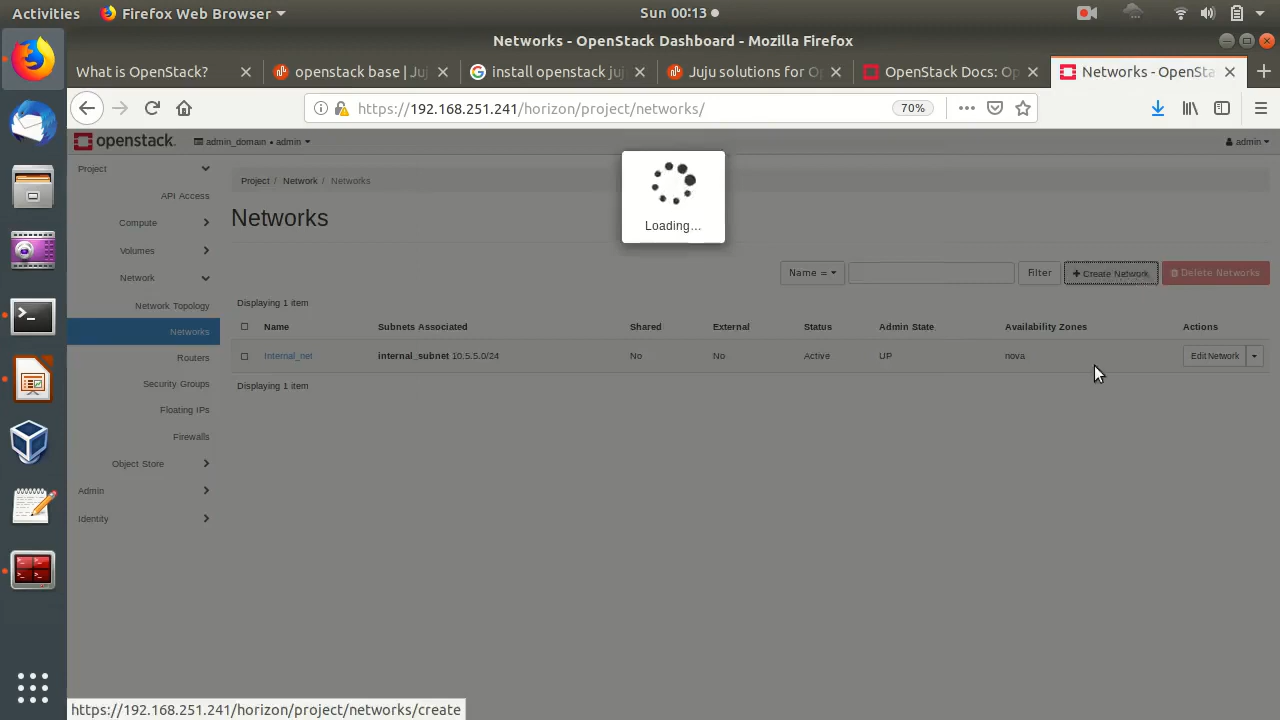 Activities
Firefox Web Browser
Sun 00:13
Networks - OpenStack Dashboard - Mozilla Firefox
What is OpenStack?
openstack base | Juj
install openstack juj
Juju solutions for O
OpenStack Docs: Op
Networks - OpenSta
https://192.168.251.241/horizon/project/networks/
70%
openstack.
admin_domain • admin
admin
Project
API Access
Compute
Volumes
Network
Network Topology
Networks
Routers
Security Groups
Floating IPs
Firewalls
Object Store
Admin
Identity
Project / Network / Networks
Networks
Loading...
Name =
Filter
+ Create Network
Delete Networks
Displaying 1 item
Name Subnets Associated Shared External Status Admin State Availability Zones Actions
Internal_net internal_subnet 10.5.5.0/24 No No Active UP nova Edit Network
Displaying 1 item
https://192.168.251.241/horizon/project/networks/create